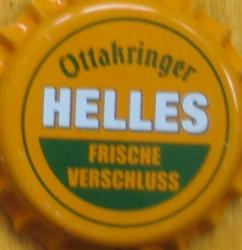 Ottakringer
HELLES
FRISCHE
VERSCHLUSS